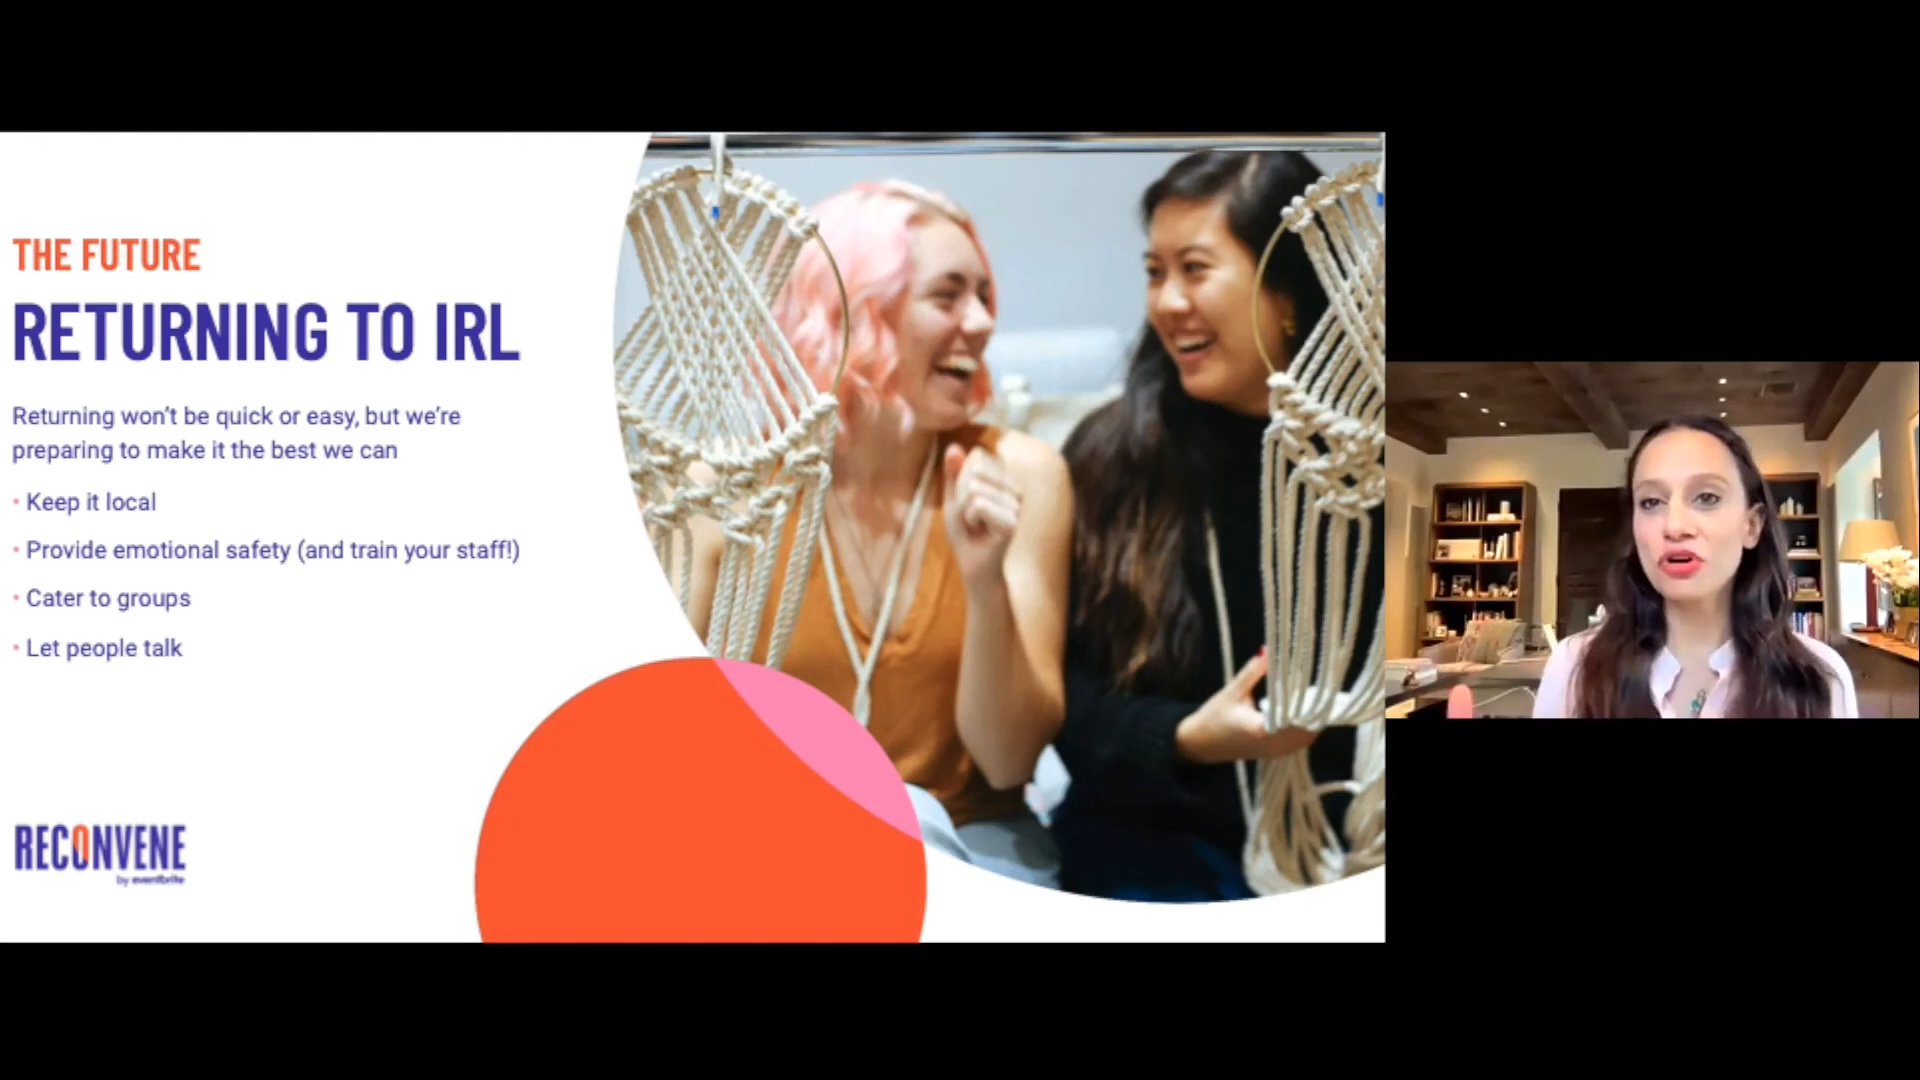 THE FUTURE
RETURNING TO IRL
Returning won't be quick or easy, but we're
preparing to make it the best we can
• Keep it local
• Provide emotional safety (and train your staff!)
• Cater to groups
• Let people talk
RECONVENE
by eventbrite